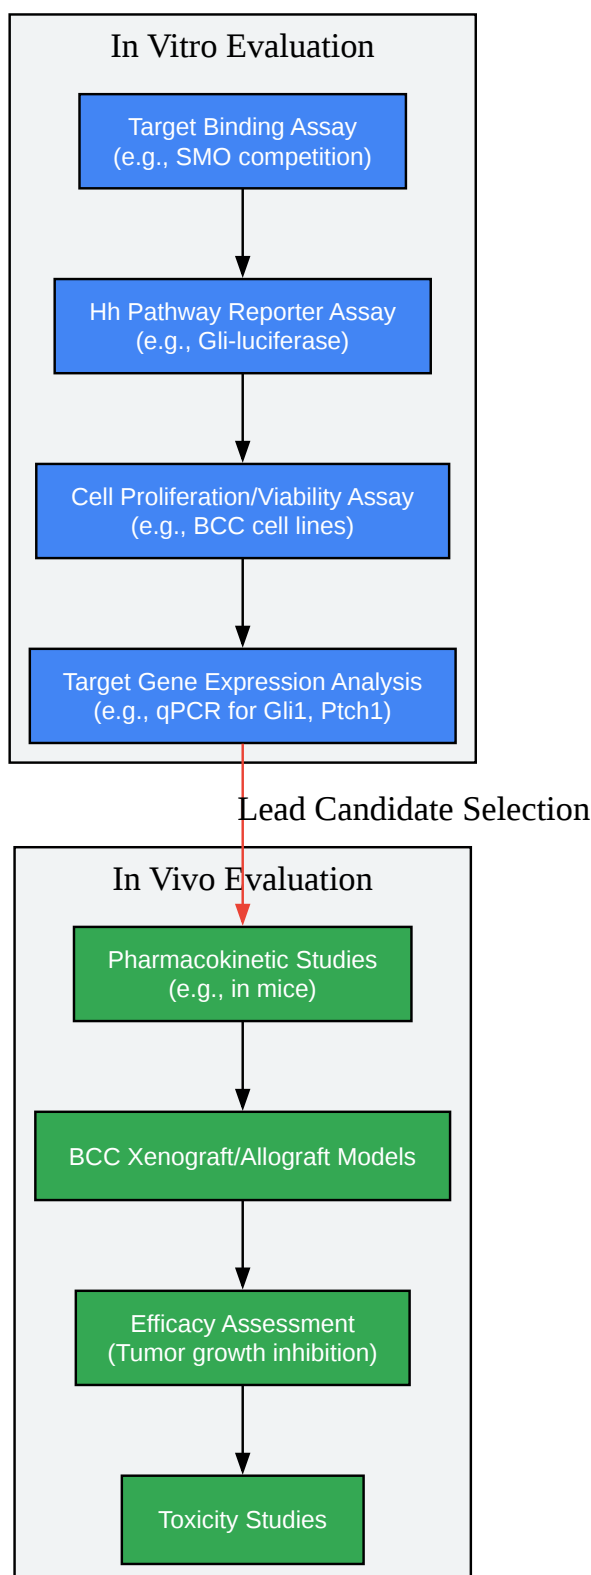 In Vitro Evaluation
Target Binding Assay
(e.g., SMO competition)
Hh Pathway Reporter Assay
(e.g., Gli-luciferase)
Cell Proliferation/Viability Assay
(e.g., BCC cell lines)
Target Gene Expression Analysis
(e.g., qPCR for Gli1, Ptch1)
Lead Candidate Selection
In Vivo Evaluation
Pharmacokinetic Studies
(e.g., in mice)
BCC Xenograft/Allograft Models
Efficacy Assessment
(Tumor growth inhibition)
Toxicity Studies